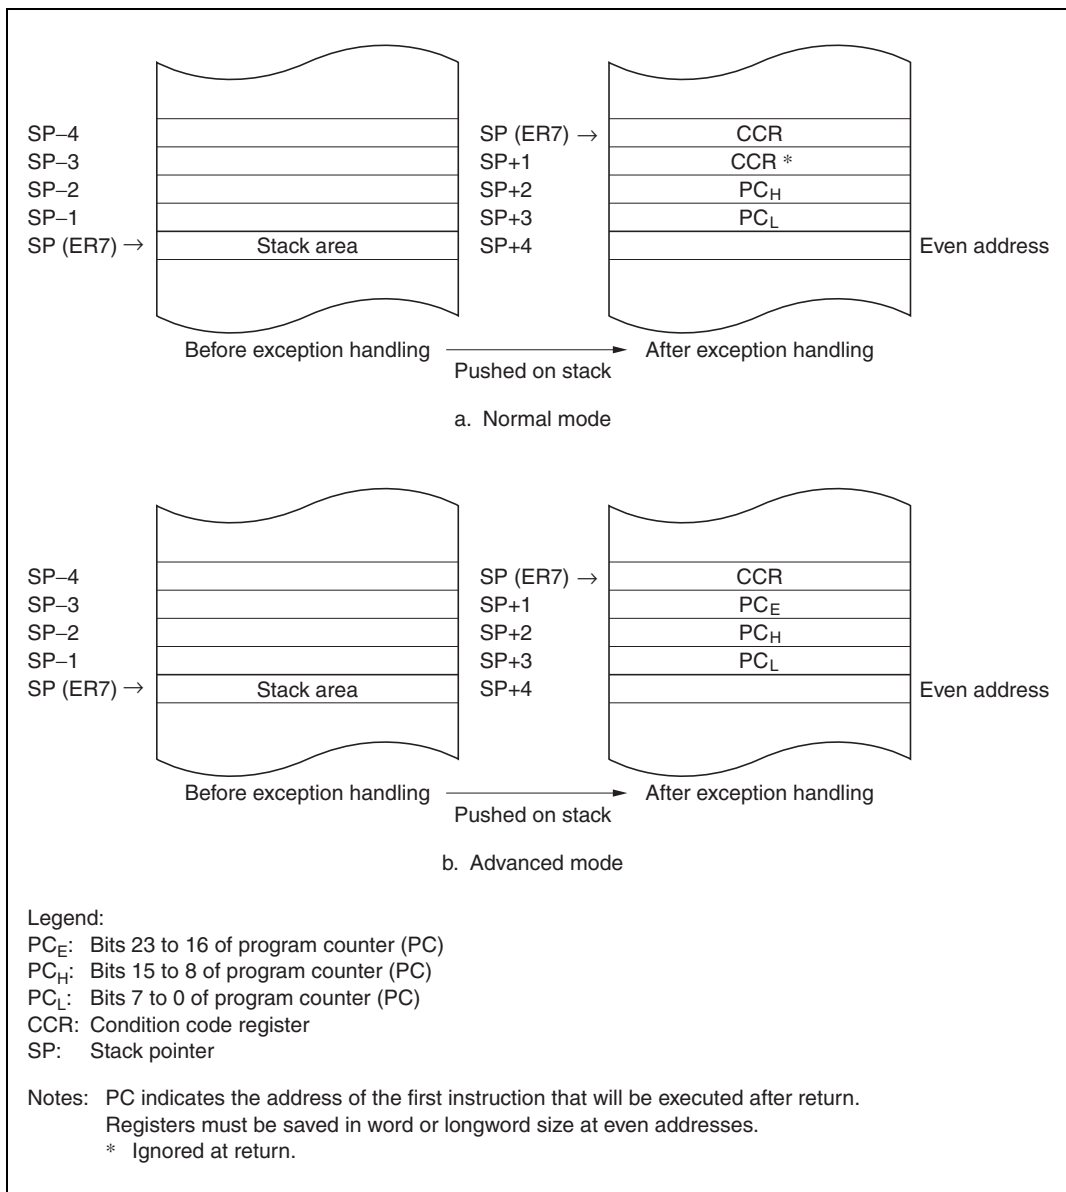 SP–4
SP–3
SP–2
SP–1
SP (ER7) →
Stack area
SP (ER7) →
SP+1
SP+2
SP+3
SP+4
CCR
CCR *
PCH
PCL
Even address
Before exception handling
Pushed on stack
After exception handling
a. Normal mode
SP–4
SP–3
SP–2
SP–1
SP (ER7) →
Stack area
SP (ER7) →
SP+1
SP+2
SP+3
SP+4
CCR
PCE
PCH
PCL
Even address
Before exception handling
Pushed on stack
After exception handling
b. Advanced mode
Legend:
PCE: Bits 23 to 16 of program counter (PC)
PCH: Bits 15 to 8 of program counter (PC)
PCL: Bits 7 to 0 of program counter (PC)
CCR: Condition code register
SP: Stack pointer
Notes: PC indicates the address of the first instruction that will be executed after return.
Registers must be saved in word or longword size at even addresses.
* Ignored at return.